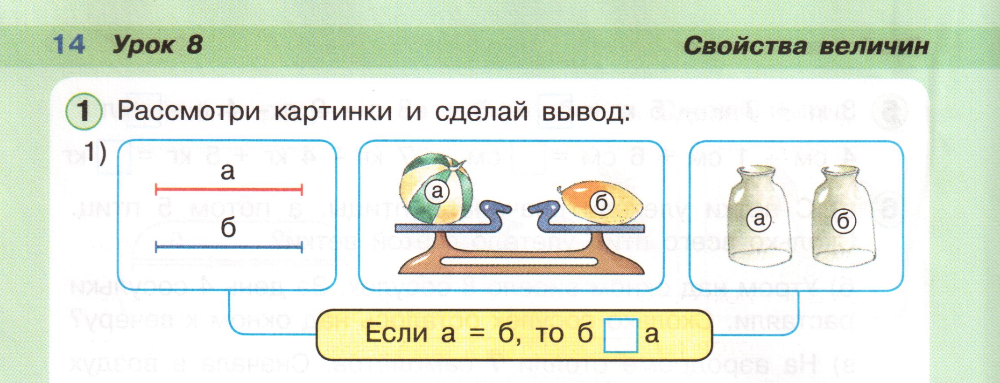 14 Урок 8 Свойства величин
1 Рассмотри картинки и сделай вывод:
1)
а
б
а б
а б
Если а = б, то б а